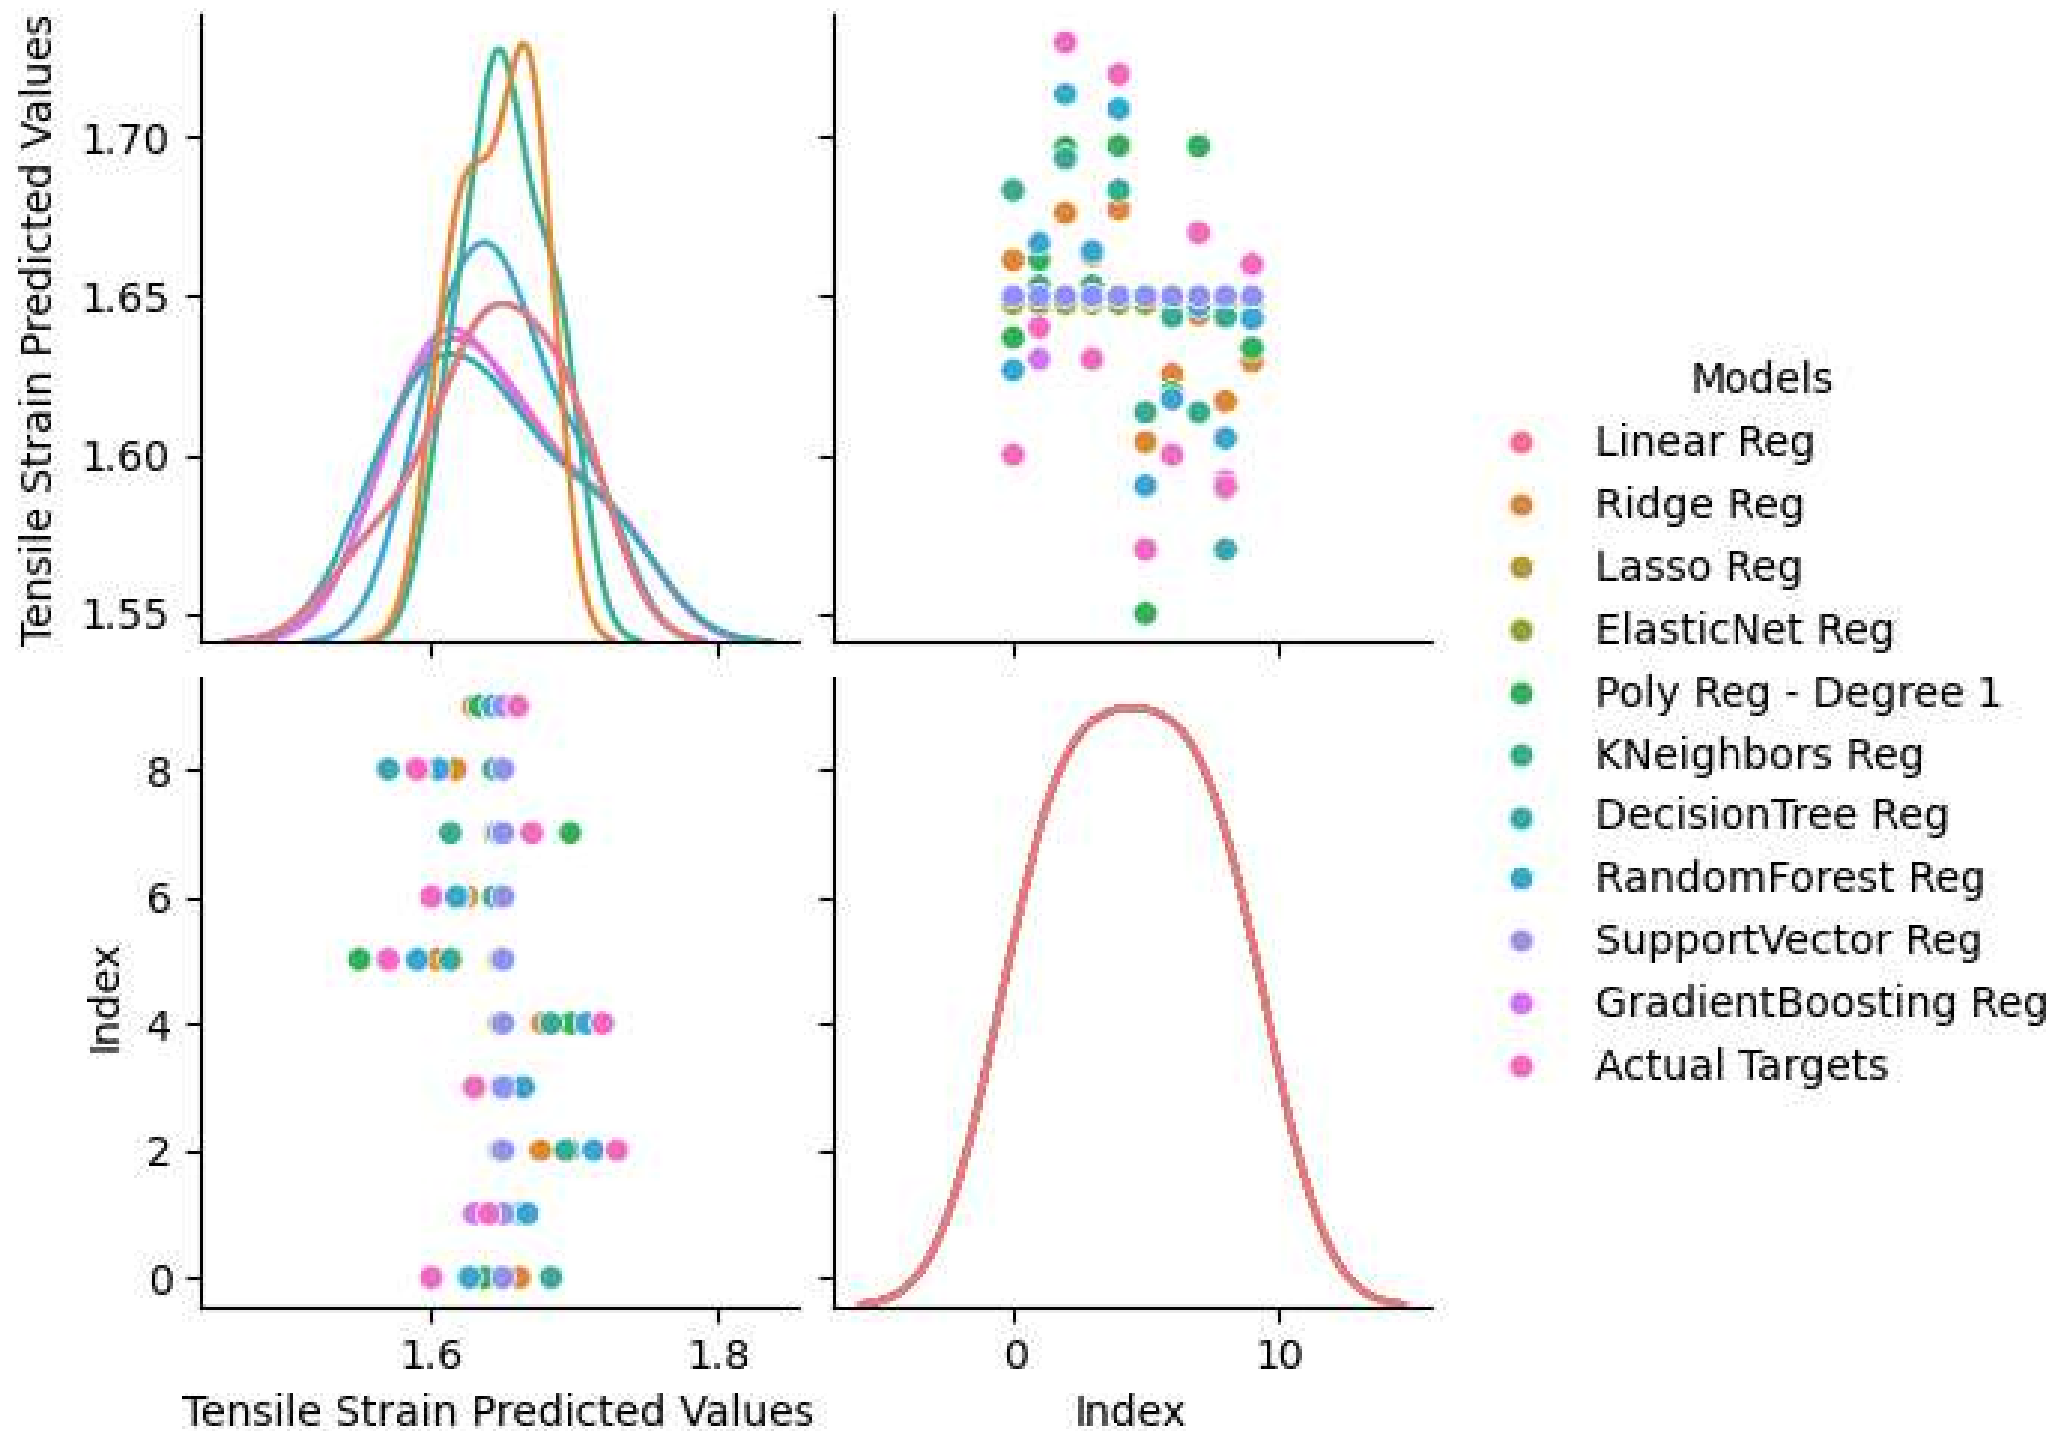 Tensile Strain Predicted Values
1.70
1.65
1.60
1.55
Index
8
6
4
2
0
1.6
1.8
0
10
Tensile Strain Predicted Values
Index
Models
Linear Reg
Ridge Reg
Lasso Reg
ElasticNet Reg
Poly Reg - Degree 1
KNeighbors Reg
DecisionTree Reg
RandomForest Reg
SupportVector Reg
GradientBoosting Reg
Actual Targets